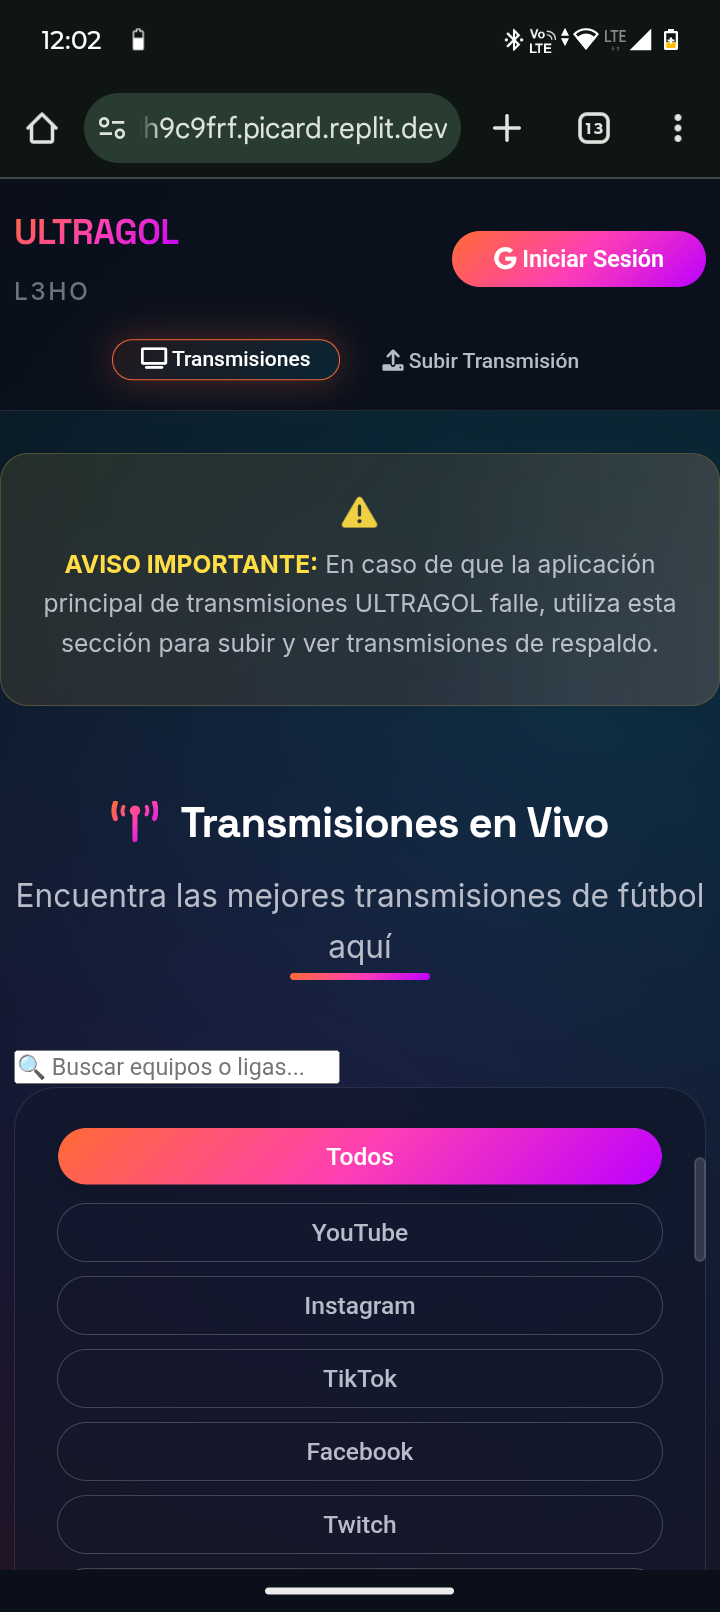 12:02
Vo LTE
LTE
h9c9frf.picard.replit.dev
13
ULTRAGOL
L3HO
G Iniciar Sesión
Transmisiones
Subir Transmisión
AVISO IMPORTANTE: En caso de que la aplicación
principal de transmisiones ULTRAGOL falle, utiliza esta
sección para subir y ver transmisiones de respaldo.
Transmisiones en Vivo
Encuentra las mejores transmisiones de fútbol
aquí
🔍 Buscar equipos o ligas...
Todos
YouTube
Instagram
TikTok
Facebook
Twitch